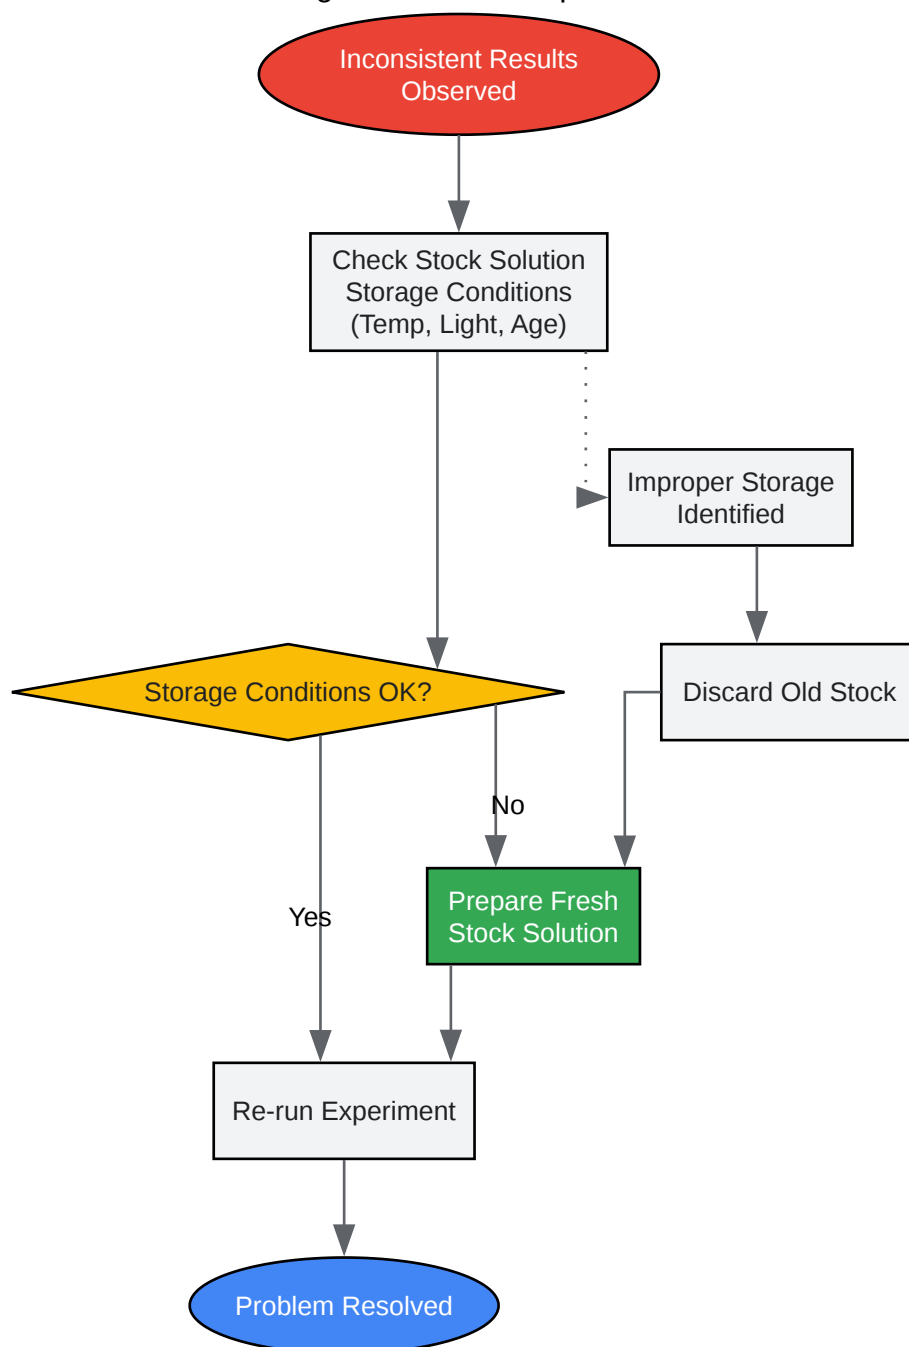 Inconsistent Results
Observed
Check Stock Solution
Storage Conditions
(Temp, Light, Age)
Improper Storage
Identified
Storage Conditions OK?
Discard Old Stock
No
Prepare Fresh
Stock Solution
Yes
Re-run Experiment
Problem Resolved